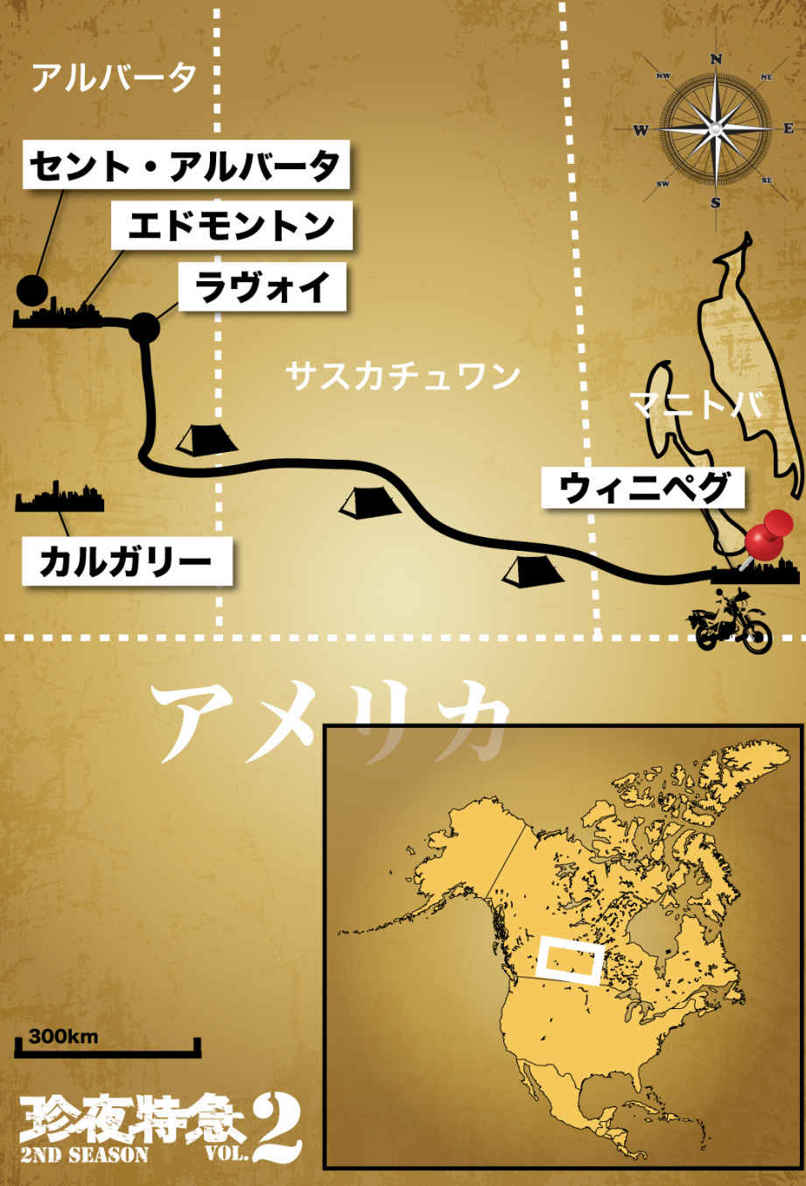 アルバータ
N
NW
NE
W
E
SW
SE
S
セント・アルバータ
エドモントン
ラヴォイ
サスカチュワン
マニトバ
ウィニペグ
カルガリー
アメリカ
300km
珍夜特急2
2ND SEASON VOL.